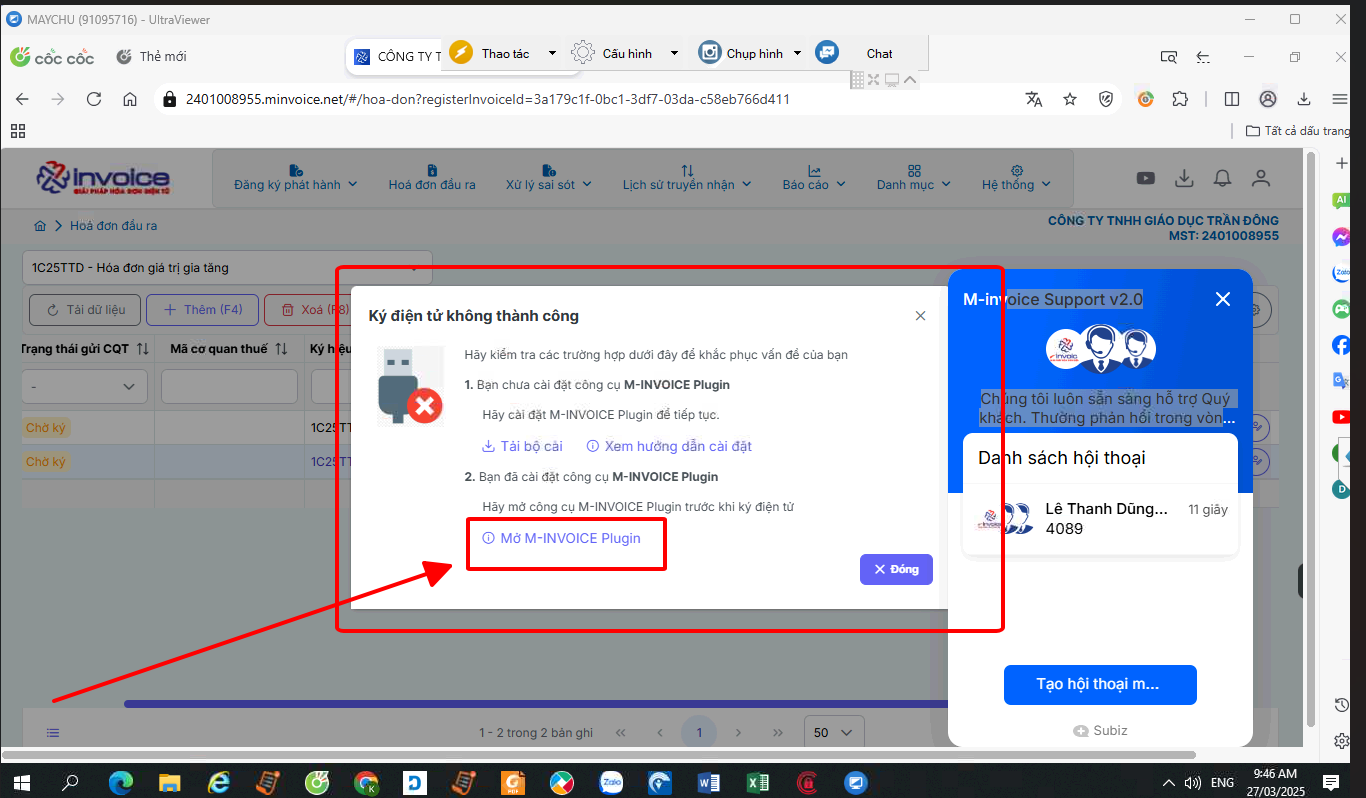 MAYCHU (91095716) - UltraViewer
cốc cốc
Thẻ mới
CÔNG TY T
Thao tác
Cấu hình
Chụp hình
Chat
2401008955.minvoice.net/#/hoa-don?registerInvoiceId=3a179c1f-0bc1-3df7-03da-c58eb766d411
Tất cả dấu trang
invoice
GIẢI PHÁP HÓA ĐƠN ĐIỆN TỬ
Đăng ký phát hành
Hoá đơn đầu ra
Xử lý sai sót
Lịch sử truyền nhận
Báo cáo
Danh mục
Hệ thống
AI
Hoá đơn đầu ra
CÔNG TY TNHH GIÁO DỤC TRẦN ĐÔNG
MST: 2401008955
Zalo
1C25TTD - Hóa đơn giá trị gia tăng
Tải dữ liệu
Thêm (F4)
Xoá (F8)
Trạng thái gửi CQT
Mã cơ quan thuế
Ký hiệu
-
Chờ ký
1C25TT
Chờ ký
1C25TT
Ký điện tử không thành công
Hãy kiểm tra các trường hợp dưới đây để khắc phục vấn đề của bạn
1. Bạn chưa cài đặt công cụ M-INVOICE Plugin
Hãy cài đặt M-INVOICE Plugin để tiếp tục.
Tải bộ cài
Xem hướng dẫn cài đặt
2. Bạn đã cài đặt công cụ M-INVOICE Plugin
Hãy mở công cụ M-INVOICE Plugin trước khi ký điện tử
Mở M-INVOICE Plugin
Đóng
M-invoice Support v2.0
Chúng tôi luôn sẵn sàng hỗ trợ Quý
khách. Thường phản hồi trong vòn...
Danh sách hội thoại
Lê Thanh Dũng...
11 giây
4089
D
Tạo hội thoại m...
Subiz
1 - 2 trong 2 bản ghi
1
50
K
D
PDF
Zalo
ENG
9:46 AM
27/03/2025